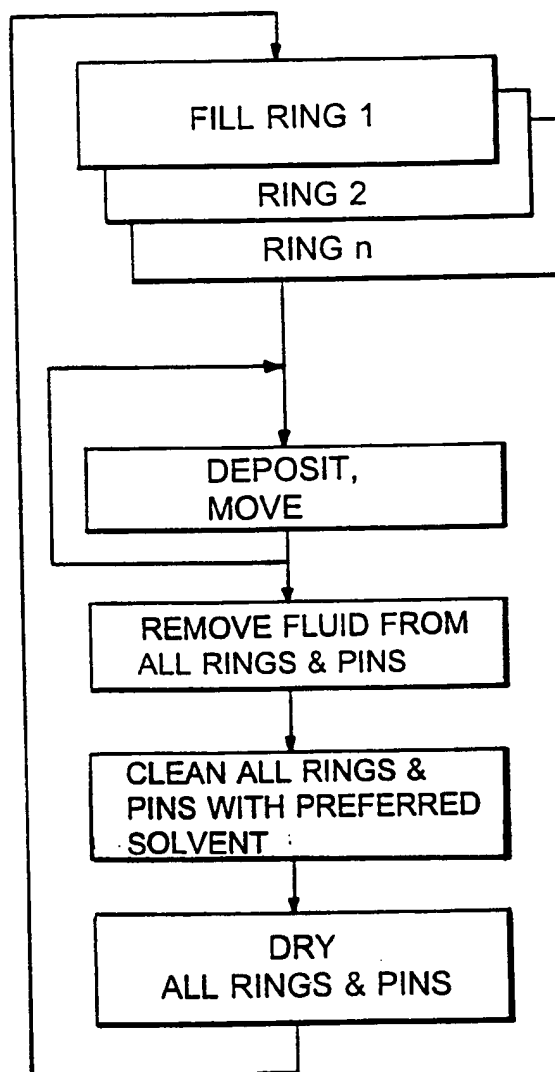 FILL RING 1
RING 2
RING n
DEPOSIT,
MOVE
REMOVE FLUID FROM
ALL RINGS & PINS
CLEAN ALL RINGS &
PINS WITH PREFERRED
SOLVENT
DRY
ALL RINGS & PINS